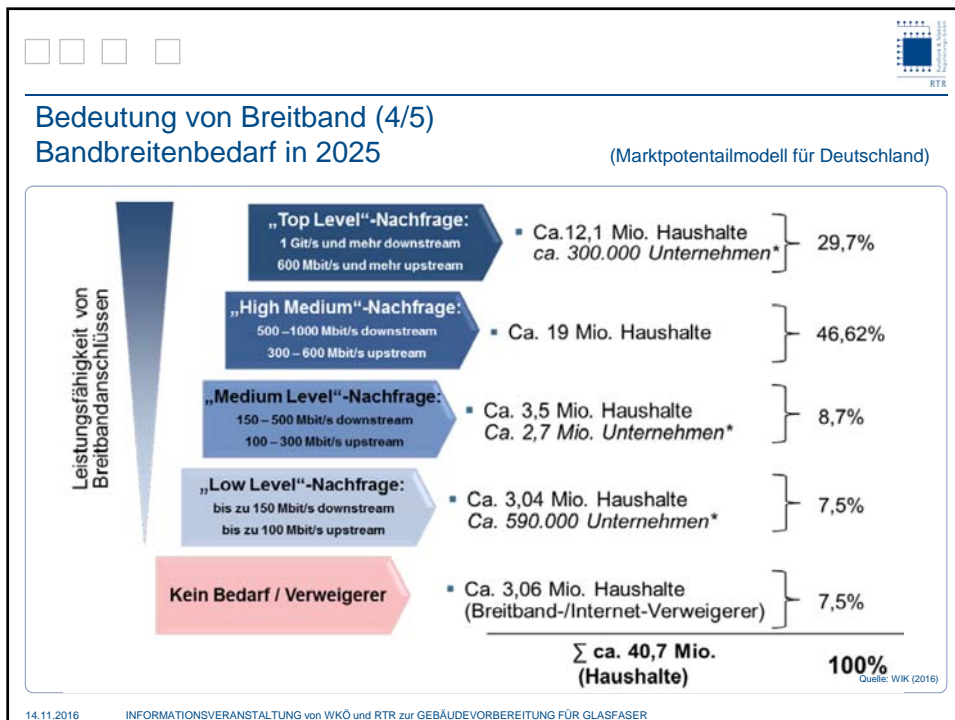 RTR
Bedeutung von Breitband (4/5)
Bandbreitenbedarf in 2025
(Marktpotentailmodell für Deutschland)
Leistungsfähigkeit von
Breitbandanschlüssen
„Top Level“-Nachfrage:
1 Git/s und mehr downstream
600 Mbit/s und mehr upstream
▪ Ca.12,1 Mio. Haushalte
ca. 300.000 Unternehmen*
29,7%
„High Medium“-Nachfrage:
500 –1000 Mbit/s downstream
300 – 600 Mbit/s upstream
▪ Ca. 19 Mio. Haushalte
46,62%
„Medium Level“-Nachfrage:
150 – 500 Mbit/s downstream
100 – 300 Mbit/s upstream
▪ Ca. 3,5 Mio. Haushalte
Ca. 2,7 Mio. Unternehmen*
8,7%
„Low Level“-Nachfrage:
bis zu 150 Mbit/s downstream
bis zu 100 Mbit/s upstream
▪ Ca. 3,04 Mio. Haushalte
Ca. 590.000 Unternehmen*
7,5%
Kein Bedarf / Verweigerer
▪ Ca. 3,06 Mio. Haushalte
(Breitband-/Internet-Verweigerer)
7,5%
∑ ca. 40,7 Mio.
(Haushalte)
100%
Quelle: WIK (2016)
14.11.2016 INFORMATIONSVERANSTALTUNG von WKÖ und RTR zur GEBÄUDEVORBEREITUNG FÜR GLASFASER